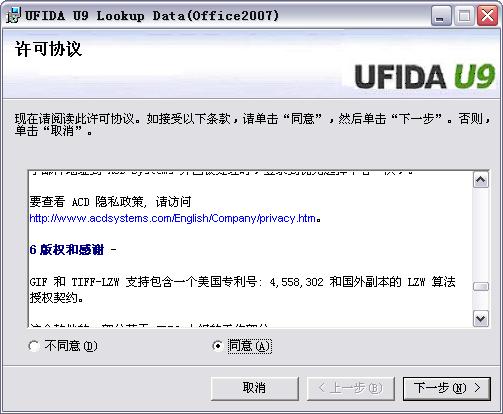 UFIDA U9 Lookup Data(Office2007)
许可协议
UFIDA U9
现在请阅读此许可协议。如接受以下条款，请单击“同意”，然后单击“下一步”。否则，
单击“取消”。
要查看 ACD 隐私政策, 请访问
http://www.acdsystems.com/English/Company/privacy.htm。
6 版权和感谢 -
GIF 和 TIFF-LZW 支持包含一个美国专利号: 4,558,302 和国外副本的 LZW 算法
授权契约。
不同意(D)
同意(A)
取消
< 上一步(B)
下一步(N) >